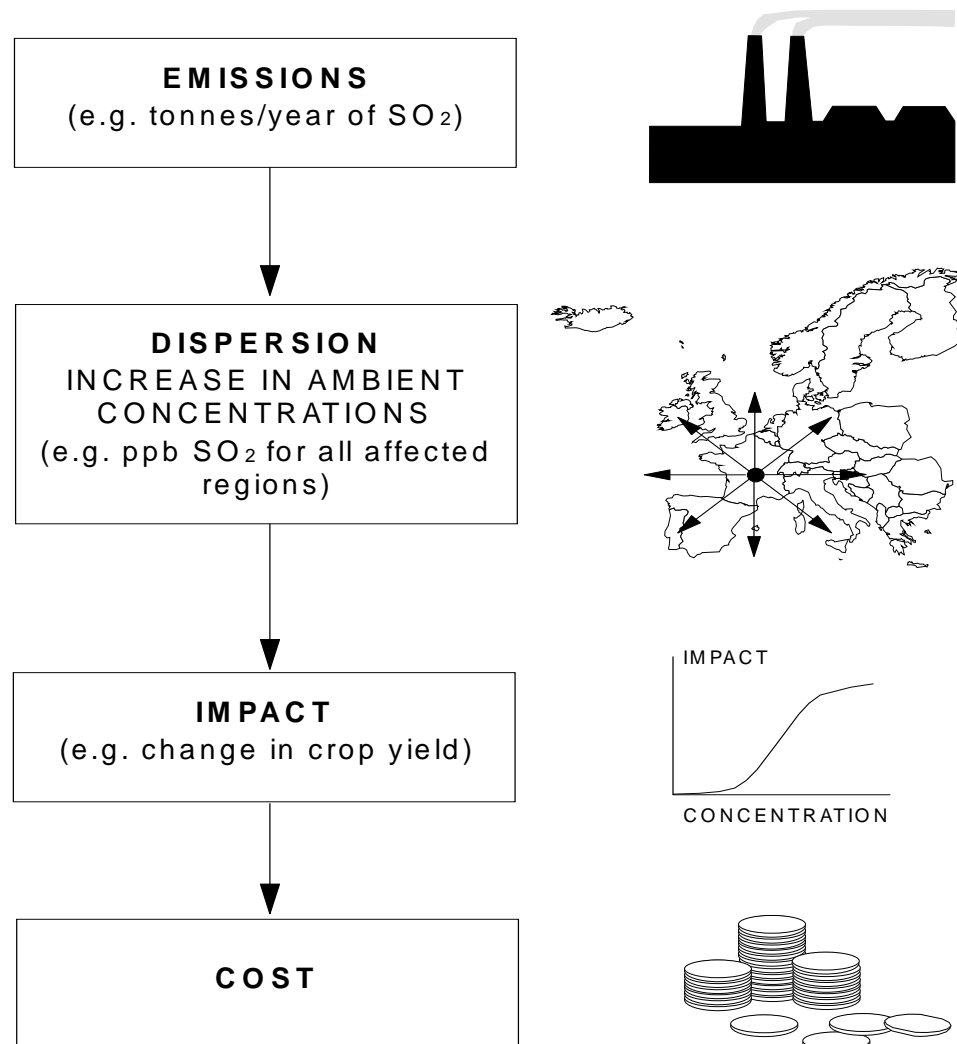 EMISSIONS
(e.g. tonnes/year of SO₂)
DISPERSION
INCREASE IN AMBIENT
CONCENTRATIONS
(e.g. ppb SO₂ for all affected
regions)
IMPACT
(e.g. change in crop yield)
IMPACT
CONCENTRATION
COST